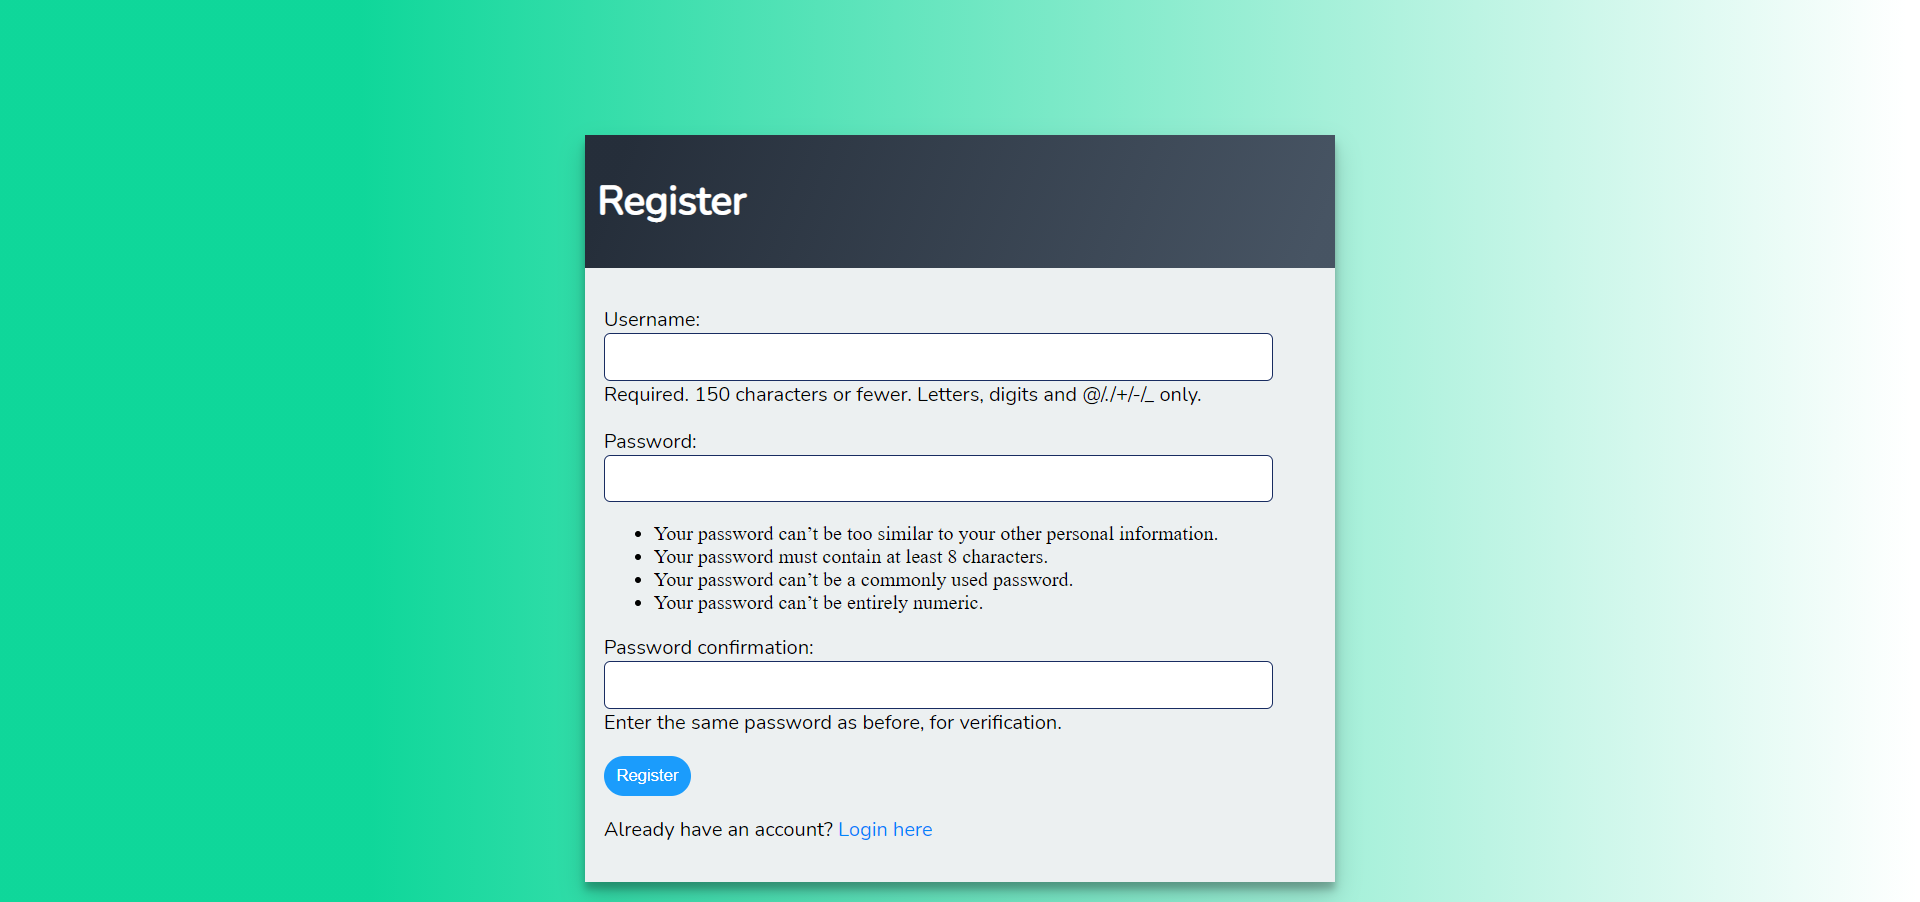 Register
Username:
Required. 150 characters or fewer. Letters, digits and @/./+/-/_ only.
Password:
• Your password can’t be too similar to your other personal information.
• Your password must contain at least 8 characters.
• Your password can’t be a commonly used password.
• Your password can’t be entirely numeric.
Password confirmation:
Enter the same password as before, for verification.
Register
Already have an account? Login here